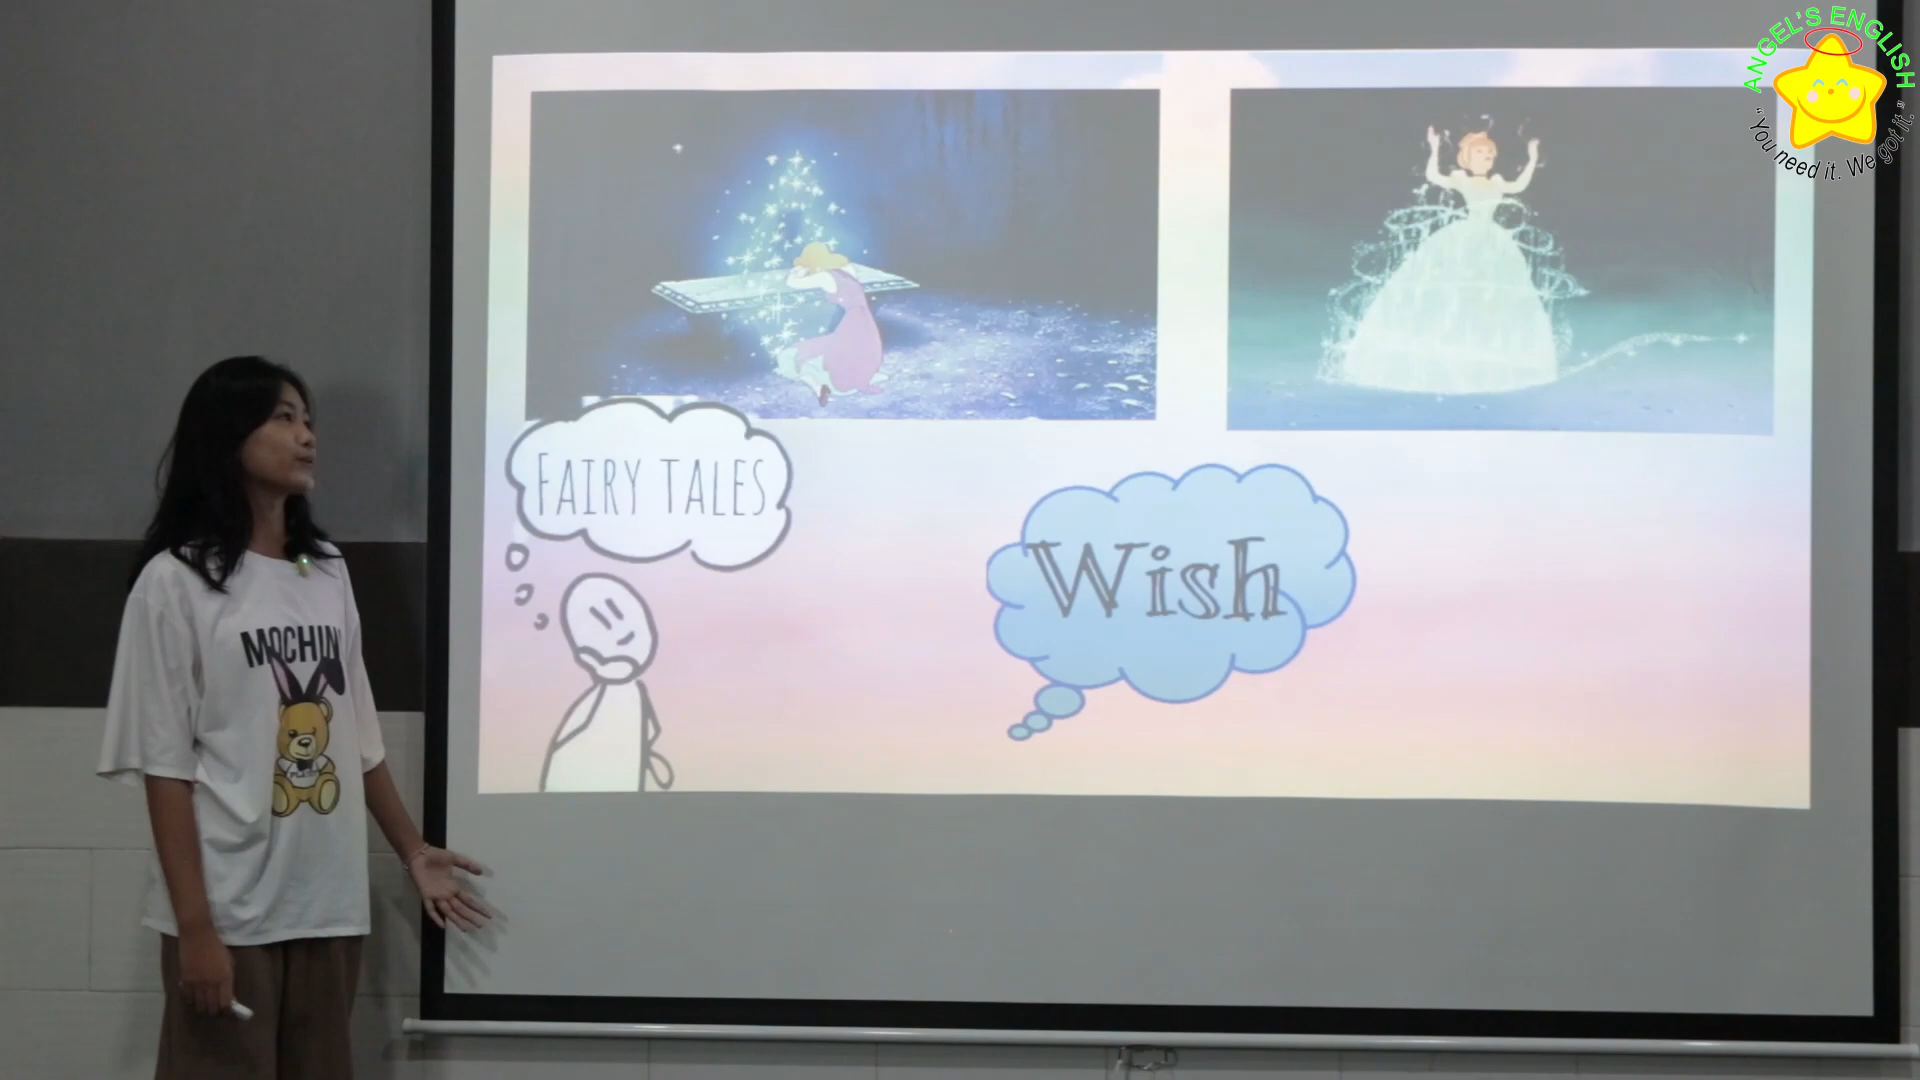 ANGEL'S ENGLISH
"You need it. We got it."
FAIRY TALES
Wish
MOCHIN